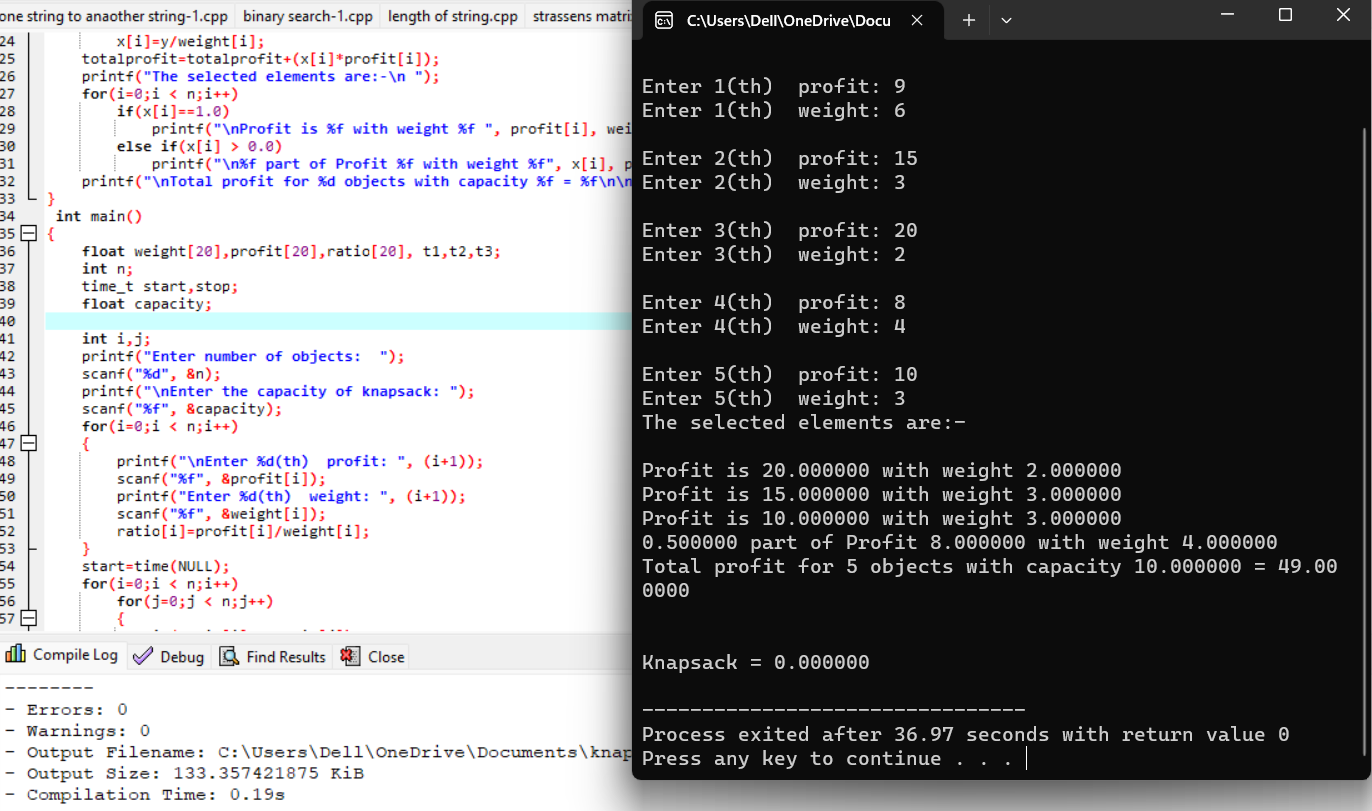 one string to anaother string-1.cpp binary search-1.cpp length of string.cpp strassens matri
24 x[i]=y/weight[i];
25 totalprofit=totalprofit+(x[i]*profit[i]);
26 printf("The selected elements are:-\n ");
27 for(i=0;i < n;i++)
28 if(x[i]==1.0)
29 printf("\nProfit is %f with weight %f ", profit[i], wei
30 else if(x[i] > 0.0)
31 printf("\n%f part of Profit %f with weight %f", x[i], p
32 printf("\nTotal profit for %d objects with capacity %f = %f\n\n
33 }
34 int main()
35 {
36 float weight[20],profit[20],ratio[20], t1,t2,t3;
37 int n;
38 time_t start,stop;
39 float capacity;
40
41 int i,j;
42 printf("Enter number of objects:  ");
43 scanf("%d", &n);
44 printf("\nEnter the capacity of knapsack: ");
45 scanf("%f", &capacity);
46 for(i=0;i < n;i++)
47 {
48 printf("\nEnter %d(th)  profit: ", (i+1));
49 scanf("%f", &profit[i]);
50 printf("Enter %d(th)  weight: ", (i+1));
51 scanf("%f", &weight[i]);
52 ratio[i]=profit[i]/weight[i];
53 }
54 start=time(NULL);
55 for(i=0;i < n;i++)
56 for(j=0;j < n;j++)
57 {
Compile Log Debug Find Results Close
--------
- Errors: 0
- Warnings: 0
- Output Filename: C:\Users\Dell\OneDrive\Documents\knap
- Output Size: 133.357421875 KiB
- Compilation Time: 0.19s
C:\Users\Dell\OneDrive\Docu
Enter 1(th)  profit: 9
Enter 1(th)  weight: 6
Enter 2(th)  profit: 15
Enter 2(th)  weight: 3
Enter 3(th)  profit: 20
Enter 3(th)  weight: 2
Enter 4(th)  profit: 8
Enter 4(th)  weight: 4
Enter 5(th)  profit: 10
Enter 5(th)  weight: 3
The selected elements are:-
Profit is 20.000000 with weight 2.000000
Profit is 15.000000 with weight 3.000000
Profit is 10.000000 with weight 3.000000
0.500000 part of Profit 8.000000 with weight 4.000000
Total profit for 5 objects with capacity 10.000000 = 49.00
0000
Knapsack = 0.000000
--------------------------------
Process exited after 36.97 seconds with return value 0
Press any key to continue . . .